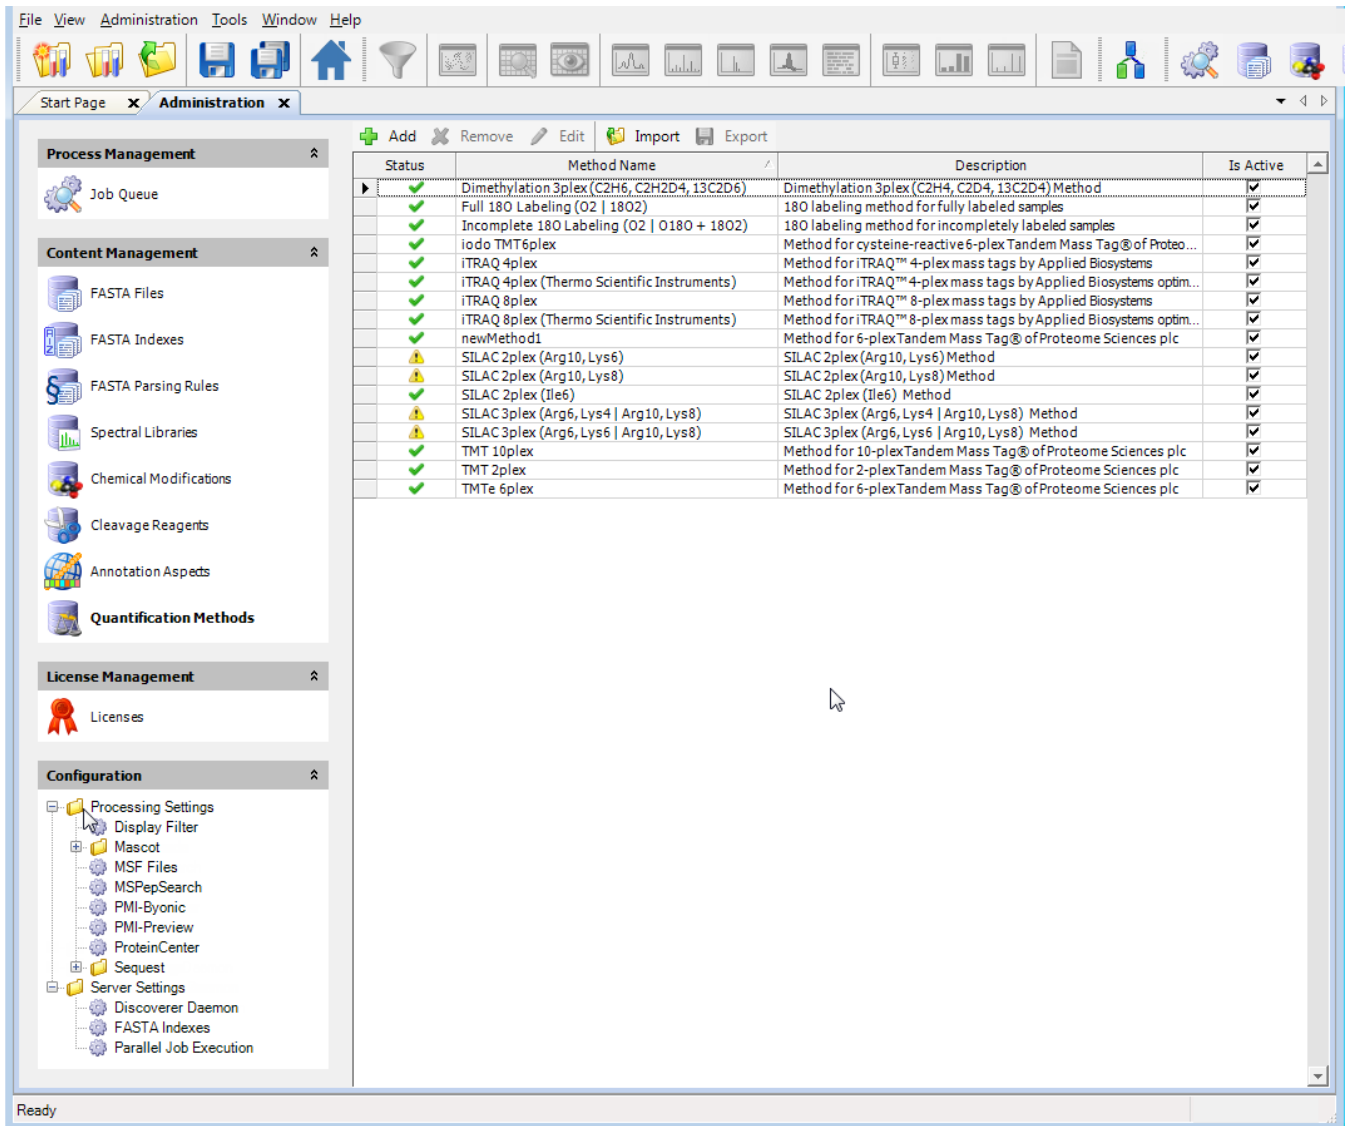 File View Administration Tools Window Help
Start Page x Administration x
Process Management
Job Queue
Content Management
FASTA Files
FASTA Indexes
FASTA Parsing Rules
Spectral Libraries
Chemical Modifications
Cleavage Reagents
Annotation Aspects
Quantification Methods
License Management
Licenses
Configuration
Processing Settings
Display Filter
Mascot
MSF Files
MSPepSearch
PMI-Byonic
PMI-Preview
ProteinCenter
Sequest
Server Settings
Discoverer Daemon
FASTA Indexes
Parallel Job Execution
Add Remove Edit Import Export
Status Method Name Description Is Active
Dimethylation 3plex (C2H6, C2H2D4, 13C2D6) Dimethylation 3plex (C2H4, C2D4, 13C2D4) Method
Full 18O Labeling (O2 | 18O2) 18O labeling method for fully labeled samples
Incomplete 18O Labeling (O2 | O18O + 18O2) 18O labeling method for incompletely labeled samples
iodo TMT6plex Method for cysteine-reactive 6-plex Tandem Mass Tag® of Proteo...
iTRAQ 4plex Method for iTRAQ™ 4-plex mass tags by Applied Biosystems
iTRAQ 4plex (Thermo Scientific Instruments) Method for iTRAQ™ 4-plex mass tags by Applied Biosystems optim...
iTRAQ 8plex Method for iTRAQ™ 8-plex mass tags by Applied Biosystems
iTRAQ 8plex (Thermo Scientific Instruments) Method for iTRAQ™ 8-plex mass tags by Applied Biosystems optim...
newMethod1 Method for 6-plex Tandem Mass Tag® of Proteome Sciences plc
SILAC 2plex (Arg10, Lys6) SILAC 2plex (Arg10, Lys6) Method
SILAC 2plex (Arg10, Lys8) SILAC 2plex (Arg10, Lys8) Method
SILAC 2plex (Ile6) SILAC 2plex (Ile6) Method
SILAC 3plex (Arg6, Lys4 | Arg10, Lys8) SILAC 3plex (Arg6, Lys4 | Arg10, Lys8) Method
SILAC 3plex (Arg6, Lys6 | Arg10, Lys8) SILAC 3plex (Arg6, Lys6 | Arg10, Lys8) Method
TMT 10plex Method for 10-plex Tandem Mass Tag® of Proteome Sciences plc
TMT 2plex Method for 2-plex Tandem Mass Tag® of Proteome Sciences plc
TMTe 6plex Method for 6-plex Tandem Mass Tag® of Proteome Sciences plc
Ready